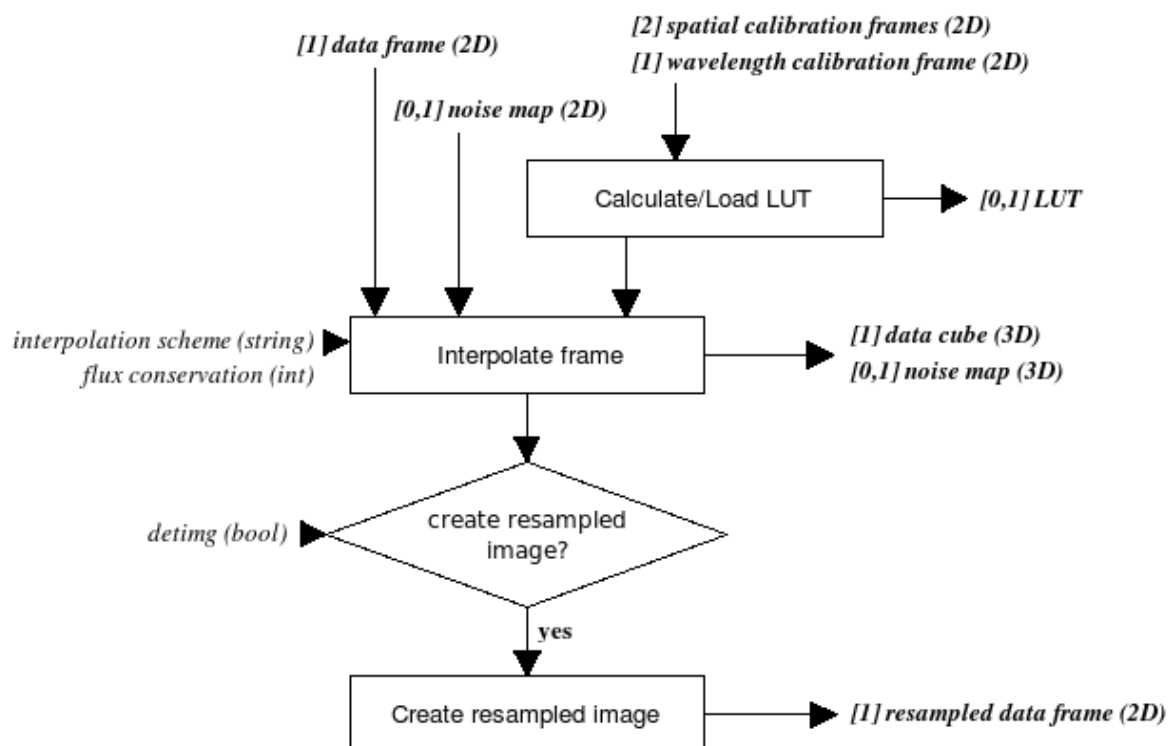 [2] spatial calibration frames (2D)
[1] data frame (2D)
[1] wavelength calibration frame (2D)
[0,1] noise map (2D)
Calculate/Load LUT
[0,1] LUT
interpolation scheme (string)
flux conservation (int)
Interpolate frame
[1] data cube (3D)
[0,1] noise map (3D)
create resampled
image?
detimg (bool)
yes
Create resampled image
[1] resampled data frame (2D)